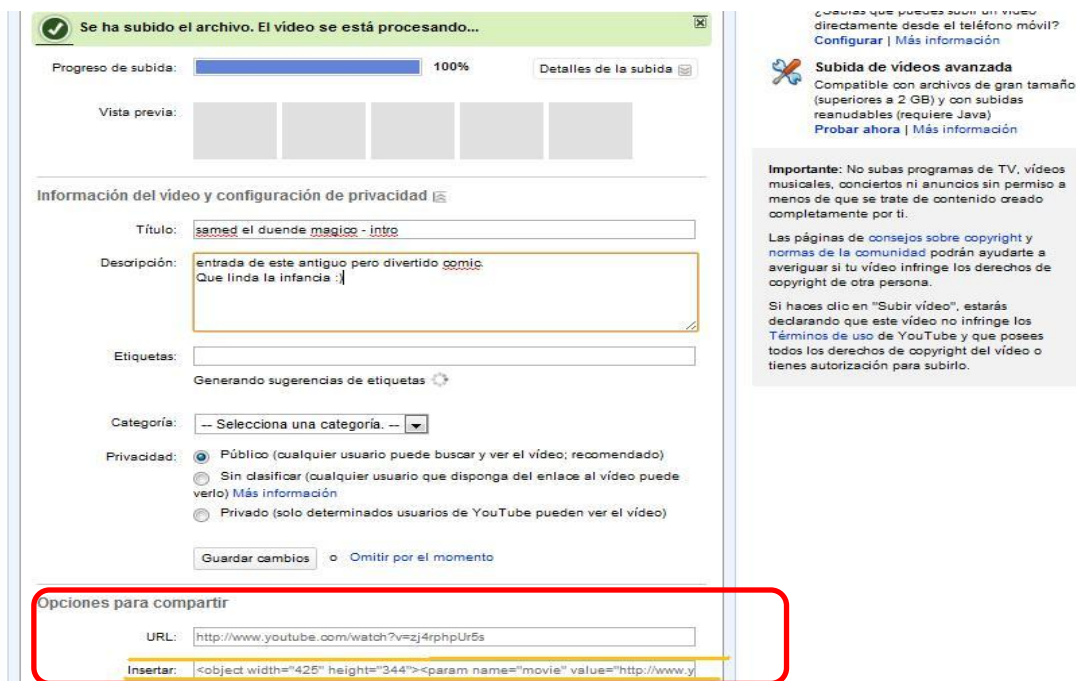 Se ha subido el archivo. El vídeo se está procesando...
Progreso de subida: 100% Detalles de la subida
Vista previa:
Información del vídeo y configuración de privacidad
Título: samed el duende magico - intro
Descripción: entrada de este antiguo pero divertido comic.
Que linda la infancia :)
Etiquetas:
Generando sugerencias de etiquetas
Categoría: -- Selecciona una categoría. --
Privacidad: Público (cualquier usuario puede buscar y ver el vídeo; recomendado)
Sin clasificar (cualquier usuario que disponga del enlace al vídeo puede
verlo) Más información
Privado (solo determinados usuarios de YouTube pueden ver el vídeo)
Guardar cambios o Omitir por el momento
Opciones para compartir
URL: http://www.youtube.com/watch?v=zj4rphpUr5s
Insertar: <object width="425" height="344"><param name="movie" value="http://www.y
¿Sabías que puedes subir un vídeo
directamente desde el teléfono móvil?
Configurar | Más información
Subida de vídeos avanzada
Compatible con archivos de gran tamaño
(superiores a 2 GB) y con subidas
reanudables (requiere Java)
Probar ahora | Más información
Importante: No subas programas de TV, vídeos
musicales, conciertos ni anuncios sin permiso a
menos de que se trate de contenido creado
completamente por ti.
Las páginas de consejos sobre copyright y
normas de la comunidad podrán ayudarte a
averiguar si tu vídeo infringe los derechos de
copyright de otra persona.
Si haces clic en "Subir vídeo", estarás
declarando que este vídeo no infringe los
Términos de uso de YouTube y que posees
todos los derechos de copyright del vídeo o
tienes autorización para subirlo.